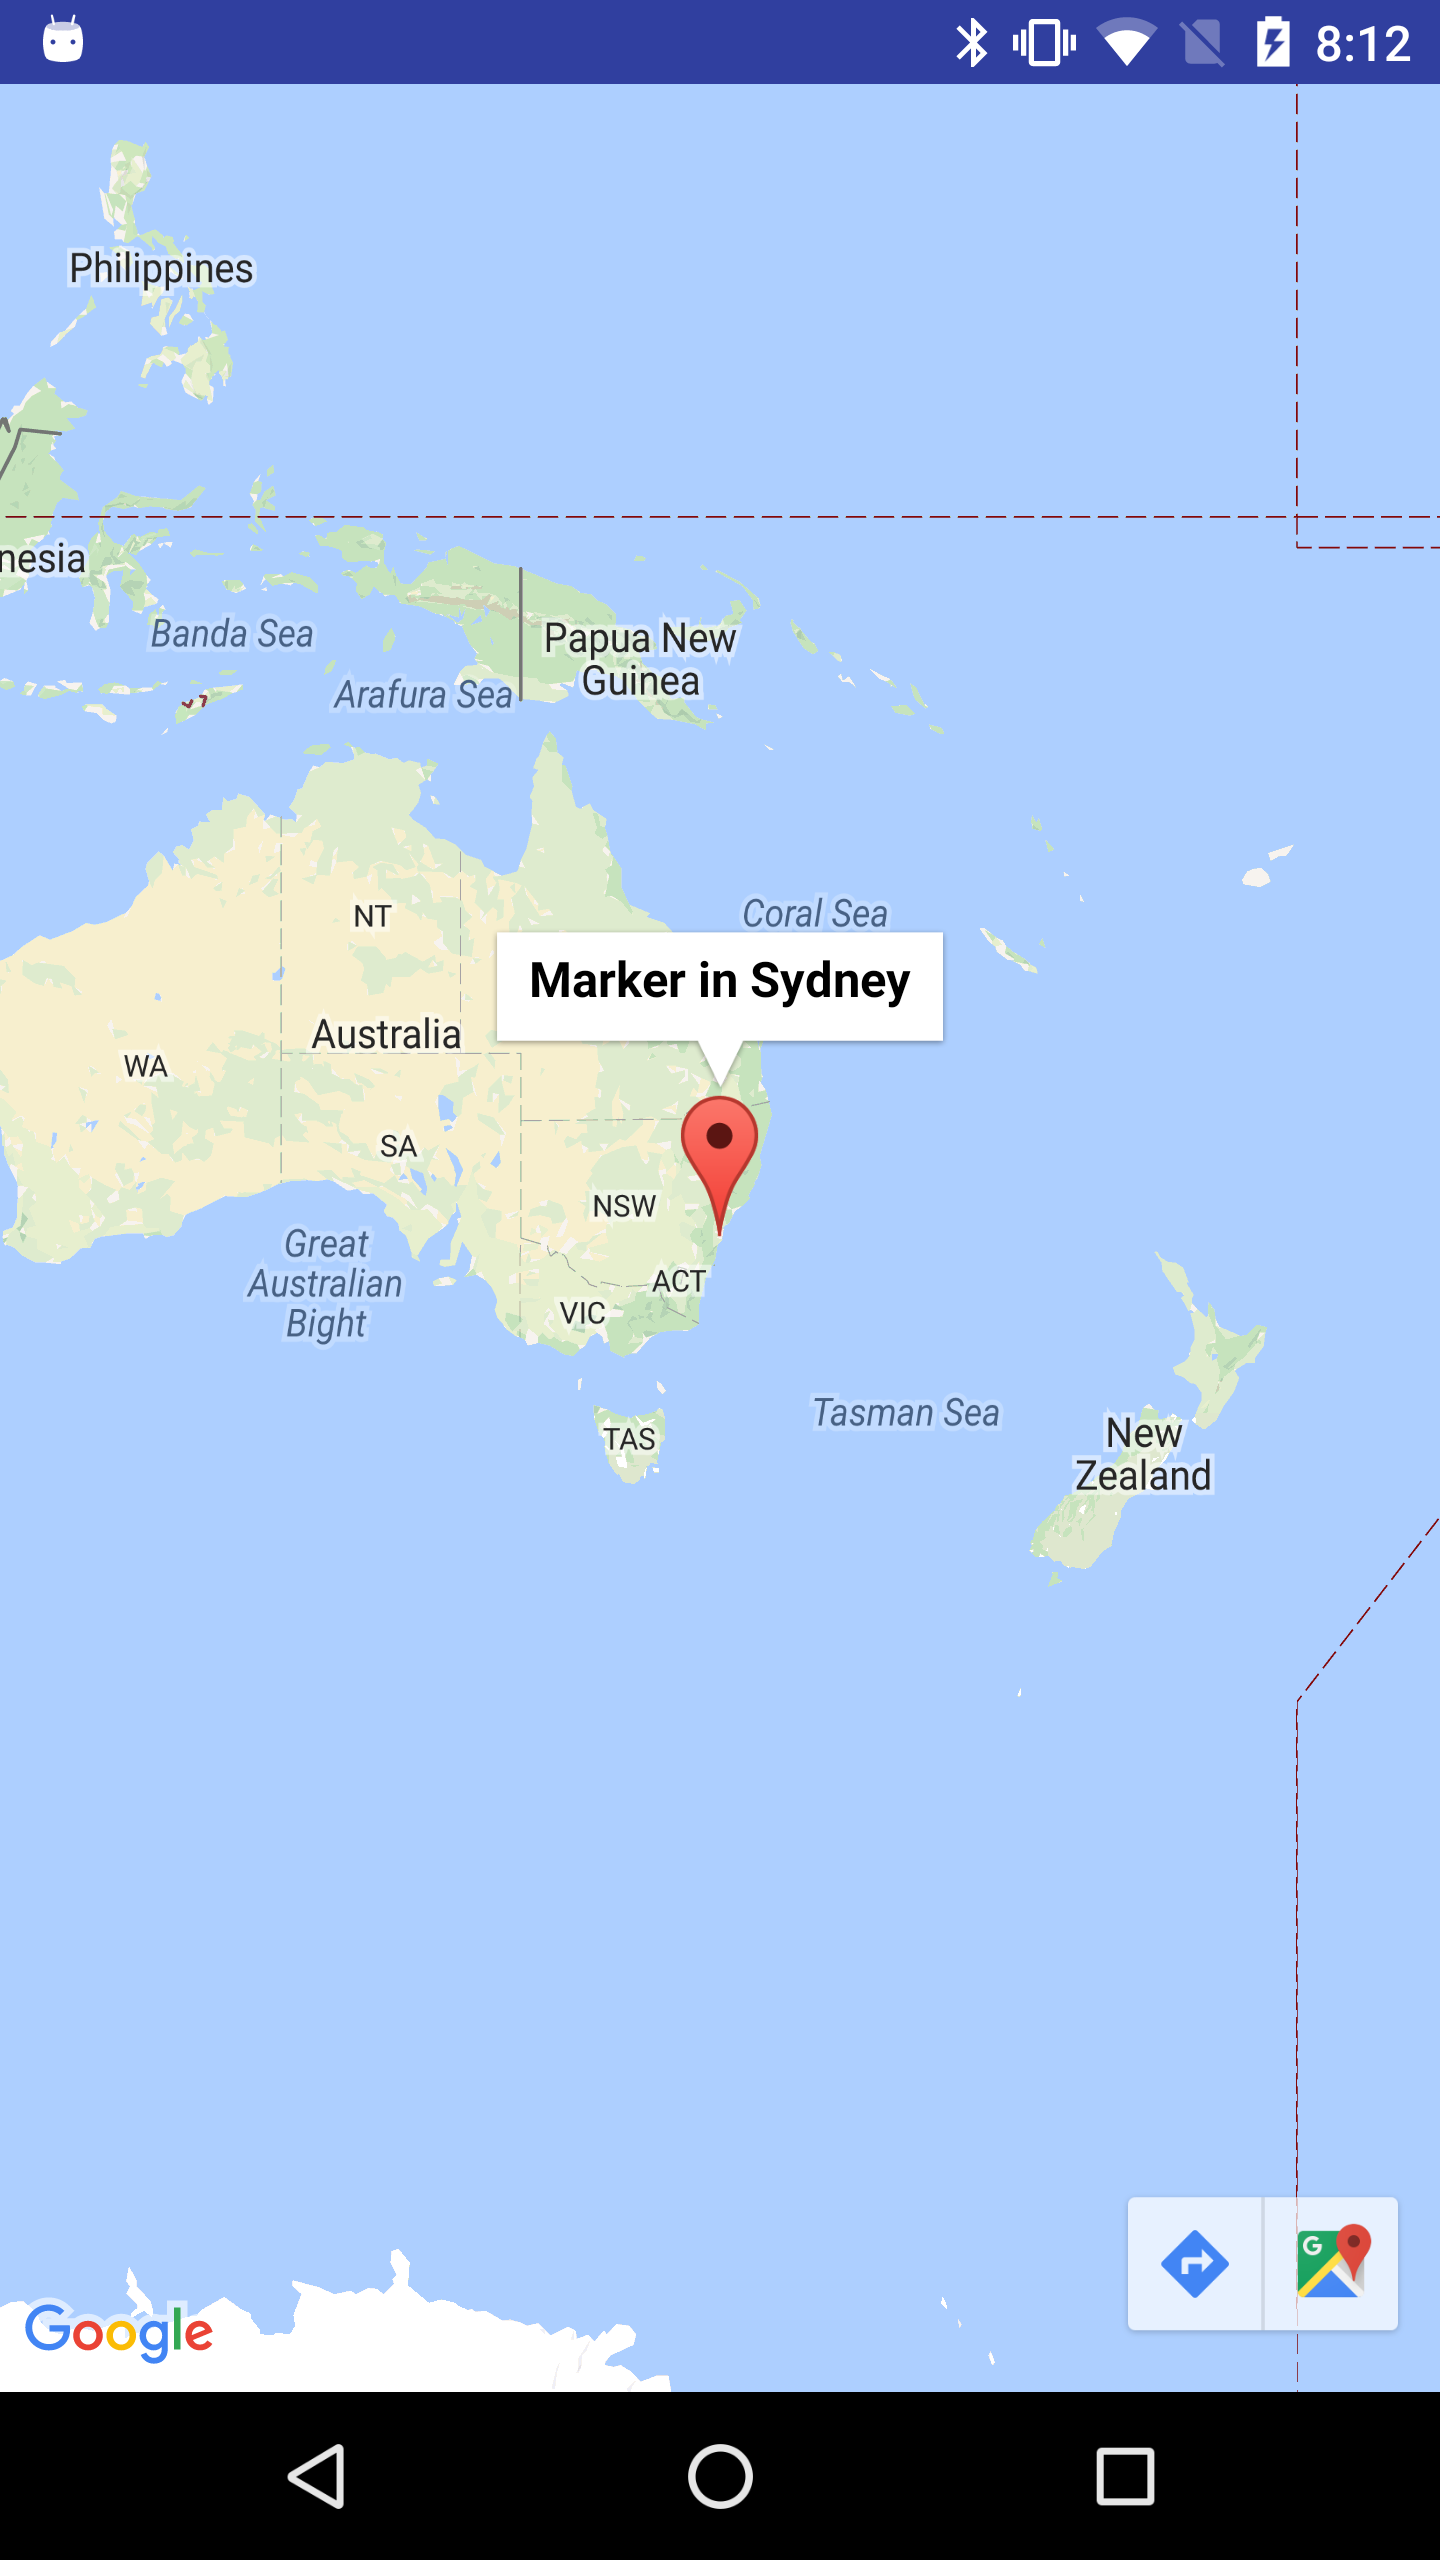 8:12
Philippines
nesia
Banda Sea
Papua New
Guinea
Arafura Sea
NT
Coral Sea
Marker in Sydney
Australia
WA
SA
NSW
Great
Australian
Bight
ACT
VIC
Tasman Sea
TAS
New
Zealand
G
Google